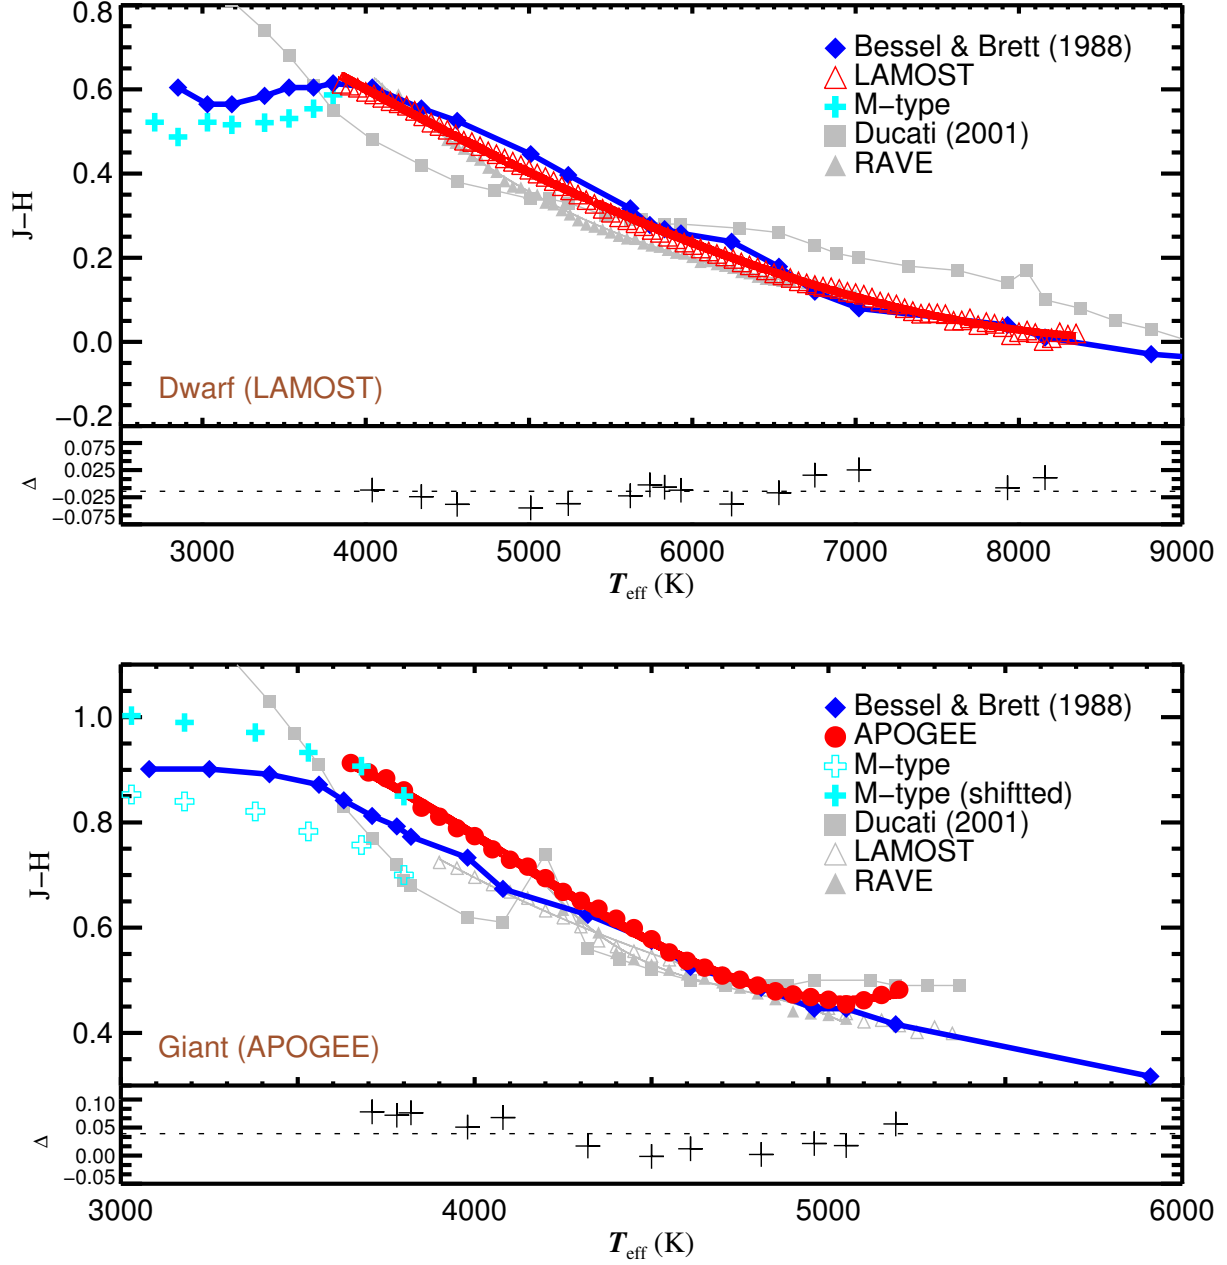 0.8
0.6
0.4
0.2
0.0
−0.2
J−H
Bessel & Brett (1988)
LAMOST
M−type
Ducati (2001)
RAVE
Dwarf (LAMOST)
0.075
0.025
−0.025
−0.075
Δ
3000 4000 5000 6000 7000 8000 9000
Teff (K)
1.0
0.8
0.6
0.4
J−H
Bessel & Brett (1988)
APOGEE
M−type
M−type (shiftted)
Ducati (2001)
LAMOST
RAVE
Giant (APOGEE)
0.10
0.05
0.00
−0.05
Δ
3000 4000 5000 6000
Teff (K)